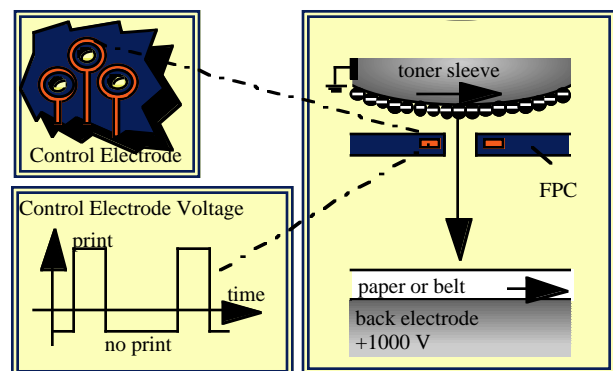 Control Electrode
Control Electrode Voltage
print
time
no print
toner sleeve
FPC
paper or belt
back electrode
+1000 V